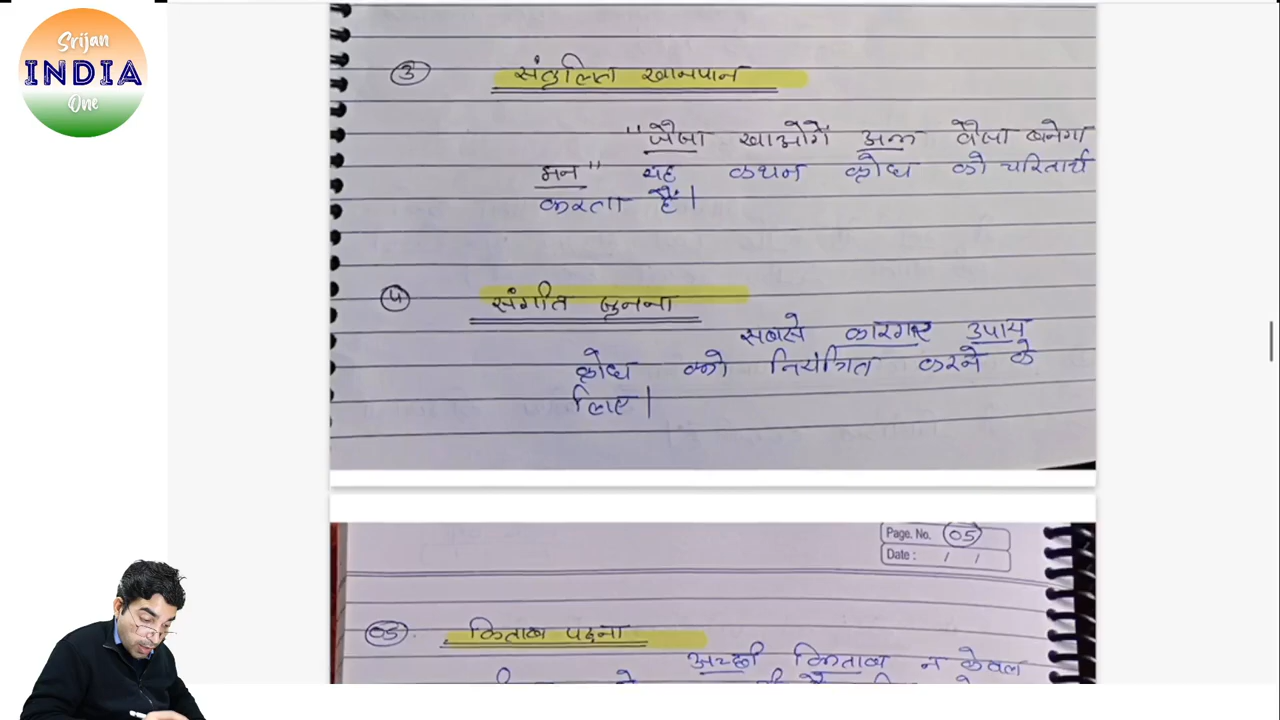 Srijan
INDIA
One
③ संतुलित खानपान
"जैसा खाओगें अन्न वैसा बनेगा
मन" यह कथन क्रोध को चरितार्थ
करता हैं।
④ संगीत सुनना
सबसे कारगार उपाय
क्रोध को नियंत्रित करने के
लिए।
Page. No. 05
Date : / /
05. किताब पढ़ना
अच्छी किताब न केवल